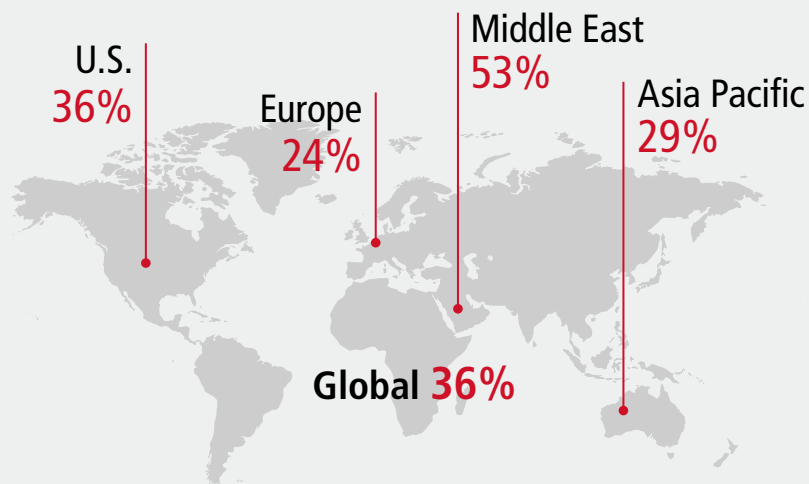 U.S.
36%
Europe
24%
Middle East
53%
Asia Pacific
29%
Global 36%